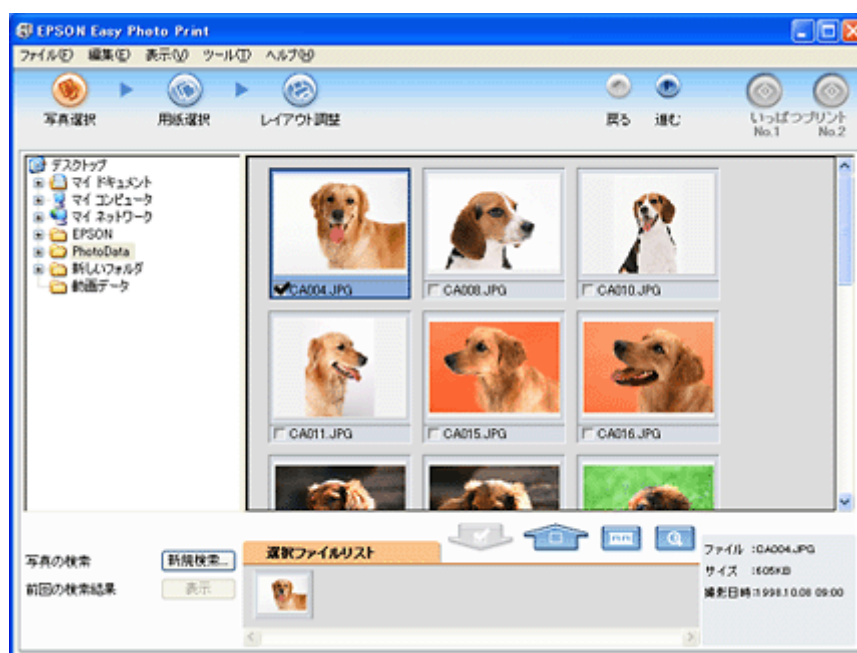 EPSON Easy Photo Print
ファイル(F) 編集(E) 表示(V) ツール(T) ヘルプ(H)
写真選択 用紙選択 レイアウト調整 戻る 進む いっぱつプリント
No.1 No.2
デスクトップ
マイ ドキュメント
マイ コンピュータ
マイ ネットワーク
EPSON
PhotoData
新しいフォルダ
動画データ
CA004.JPG CA008.JPG CA010.JPG
CA011.JPG CA015.JPG CA016.JPG
写真の検索 新規検索...
前回の検索結果 表示
選択ファイルリスト
ファイル :CA004.JPG
サイズ :605KB
撮影日時:1998.10.08 09:00